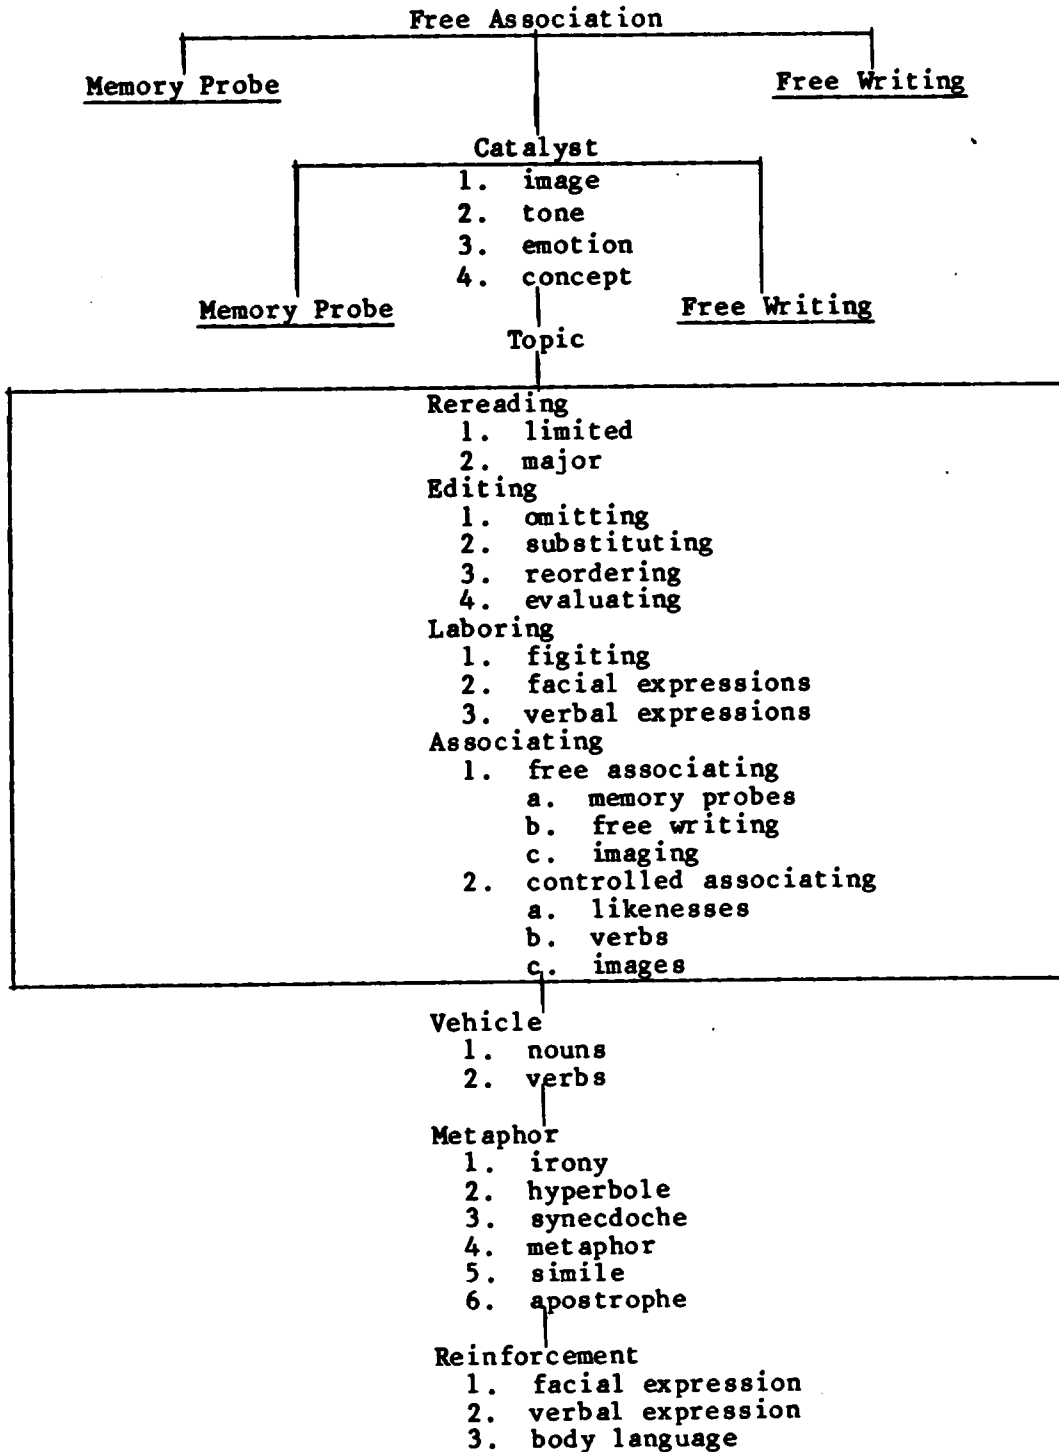 Free Association
Memory Probe
Free Writing
Catalyst
1. image
2. tone
3. emotion
4. concept
Memory Probe
Free Writing
Topic
Rereading
1. limited
2. major
Editing
1. omitting
2. substituting
3. reordering
4. evaluating
Laboring
1. figiting
2. facial expressions
3. verbal expressions
Associating
1. free associating
a. memory probes
b. free writing
c. imaging
2. controlled associating
a. likenesses
b. verbs
c. images
Vehicle
1. nouns
2. verbs
Metaphor
1. irony
2. hyperbole
3. synecdoche
4. metaphor
5. simile
6. apostrophe
Reinforcement
1. facial expression
2. verbal expression
3. body language